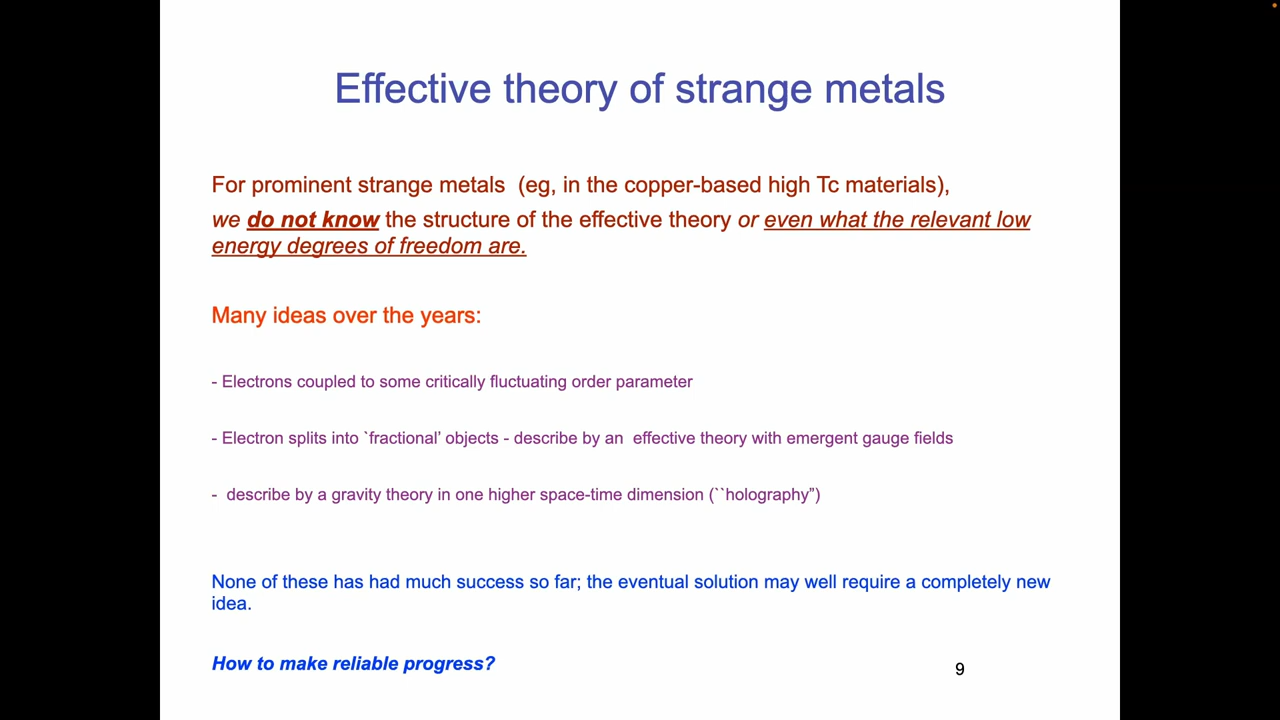 Effective theory of strange metals
For prominent strange metals  (eg, in the copper-based high Tc materials),
we do not know the structure of the effective theory or even what the relevant low
energy degrees of freedom are.
Many ideas over the years:
- Electrons coupled to some critically fluctuating order parameter
- Electron splits into `fractional’ objects - describe by an  effective theory with emergent gauge fields
-  describe by a gravity theory in one higher space-time dimension (``holography”)
None of these has had much success so far; the eventual solution may well require a completely new
idea.
How to make reliable progress?
9